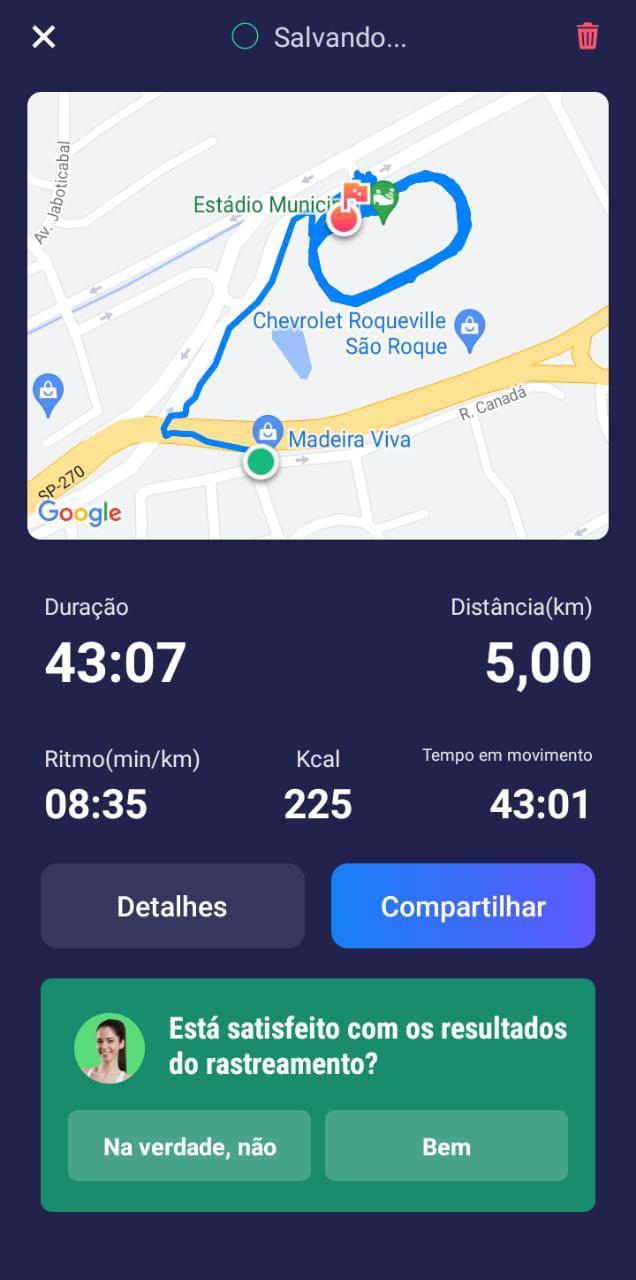 Salvando...
Av. Jaboticabal
Estádio Munici
Chevrolet Roqueville
São Roque
R. Canadá
Madeira Viva
SP-270
Google
Duração
Distância(km)
43:07
5,00
Ritmo(min/km)
Kcal
Tempo em movimento
08:35
225
43:01
Detalhes
Compartilhar
Está satisfeito com os resultados
do rastreamento?
Na verdade, não
Bem